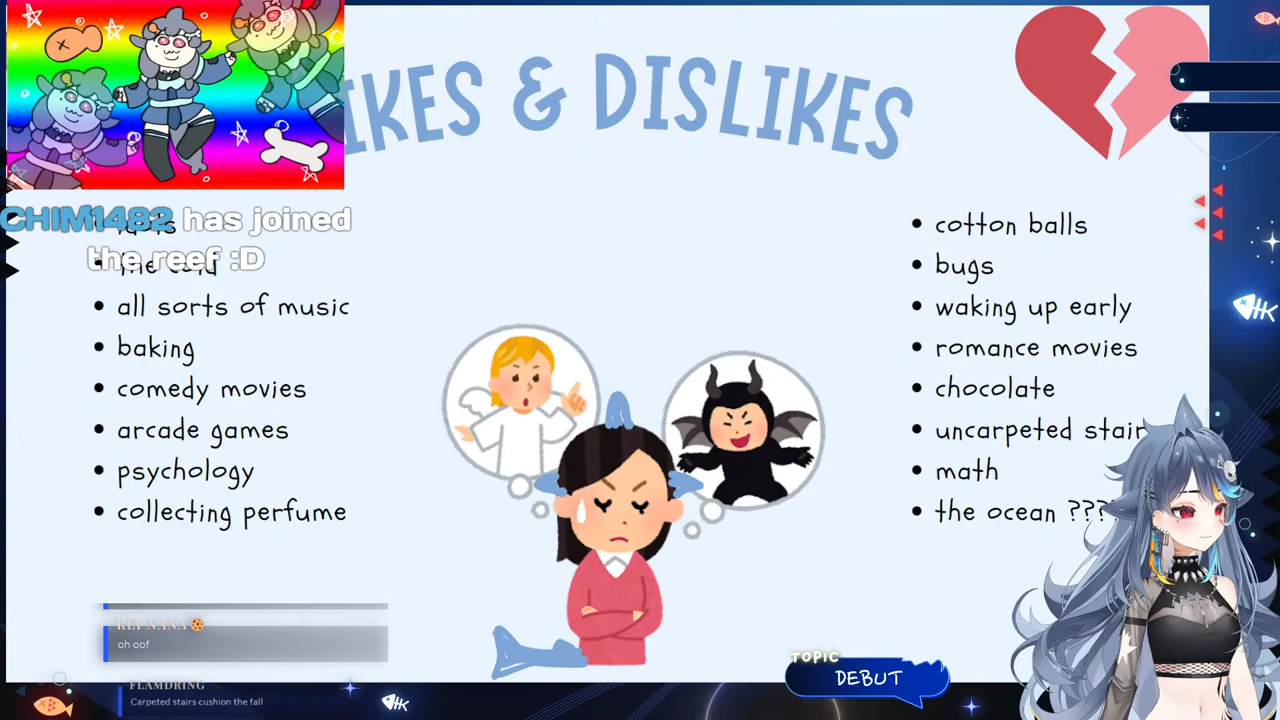 IKES & DISLIKES
CHIM1482 has joined
the reef :D
all sorts of music
baking
comedy movies
arcade games
psychology
collecting perfume
cotton balls
bugs
waking up early
romance movies
chocolate
uncarpeted stair
math
the ocean ????
REI NANA
oh oof
FLAMDRING
Carpeted stairs cushion the fall
TOPIC
DEBUT